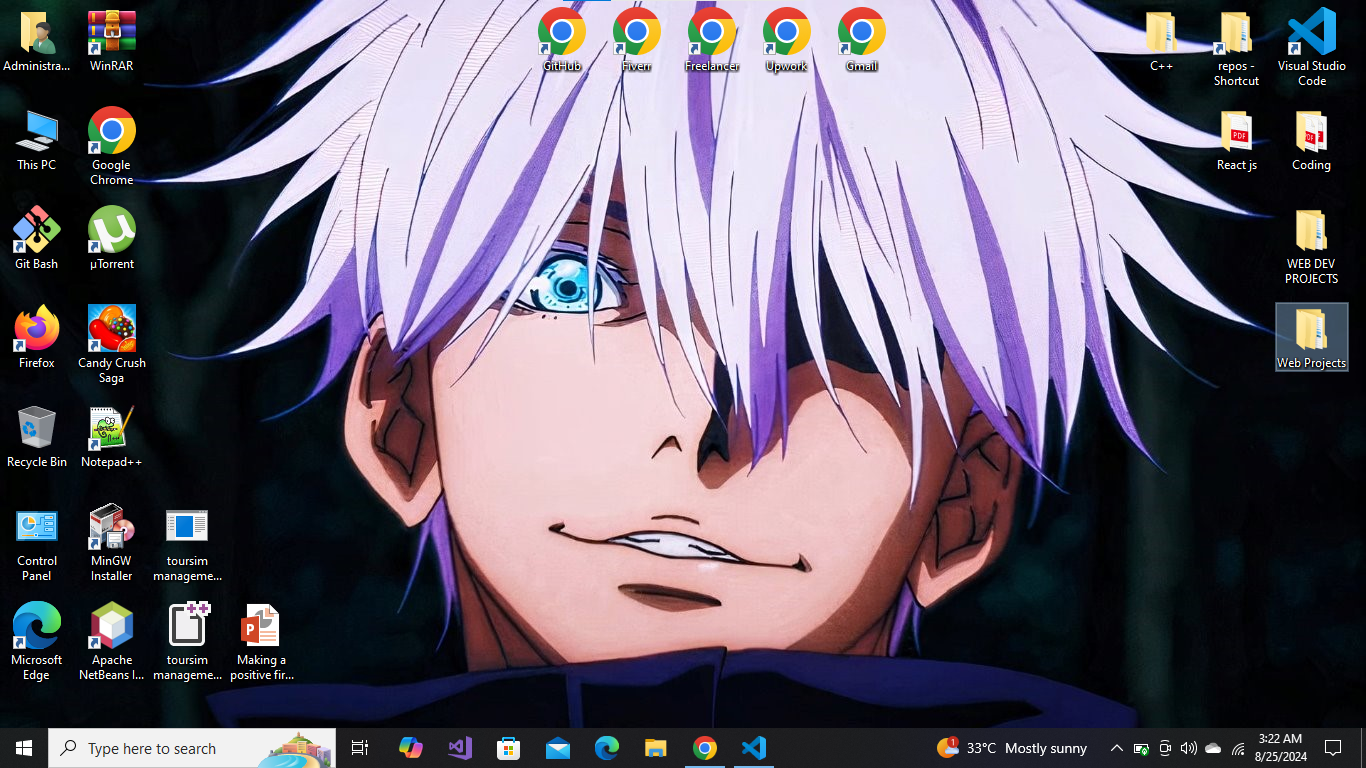 Administra...
WinRAR
GitHub
Fiverr
Freelancer
Upwork
Gmail
C++
repos -
Shortcut
Visual Studio
Code
This PC
Google
Chrome
PDF
React js
PDF
Coding
Git Bash
µTorrent
WEB DEV
PROJECTS
Firefox
Candy Crush
Saga
Web Projects
Recycle Bin
Notepad++
Control
Panel
MinGW
Installer
toursim
manageme...
Microsoft
Edge
Apache
NetBeans I...
++
toursim
manageme...
P
Making a
positive fir...
Type here to search
1
33°C Mostly sunny
3:22 AM
8/25/2024